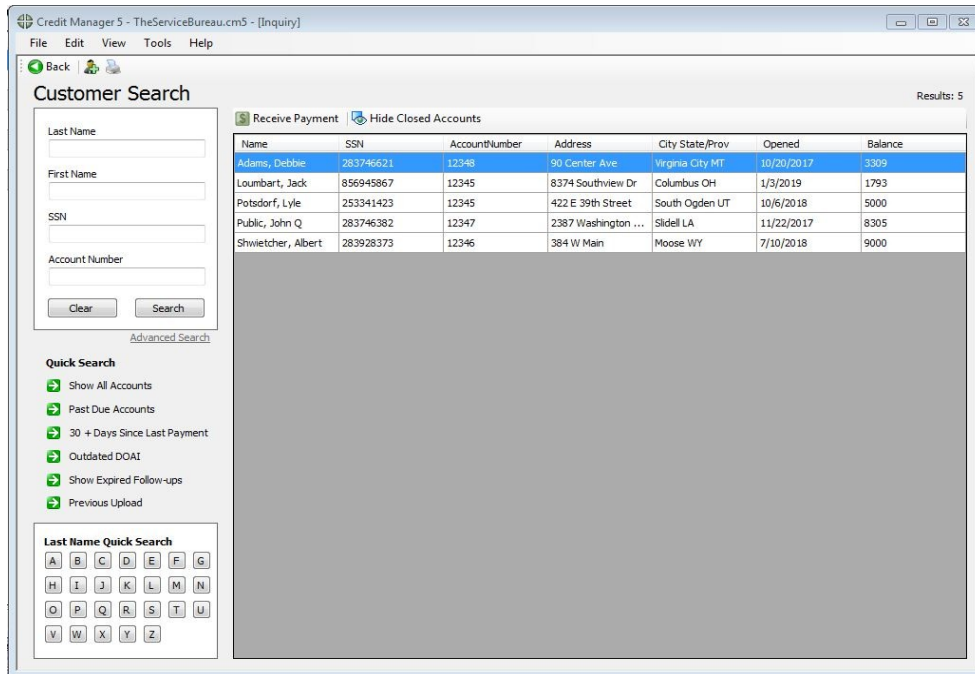 Credit Manager 5 - TheServiceBureau.cm5 - [Inquiry]
File Edit View Tools Help
Back
Customer Search
Results: 5
Last Name
First Name
SSN
Account Number
Clear Search
Advanced Search
Quick Search
Show All Accounts
Past Due Accounts
30 + Days Since Last Payment
Outdated DOAI
Show Expired Follow-ups
Previous Upload
Last Name Quick Search
A B C D E F G
H I J K L M N
O P Q R S T U
V W X Y Z
Receive Payment Hide Closed Accounts
Name SSN AccountNumber Address City State/Prov Opened Balance
Adams, Debbie 283746621 12348 90 Center Ave Virginia City MT 10/20/2017 3309
Loumbart, Jack 856945867 12345 8374 Southview Dr Columbus OH 1/3/2019 1793
Potsdorf, Lyle 253341423 12345 422 E 39th Street South Ogden UT 10/6/2018 5000
Public, John Q 283746382 12347 2387 Washington ... Slidell LA 11/22/2017 8305
Shwietcher, Albert 283928373 12346 384 W Main Moose WY 7/10/2018 9000